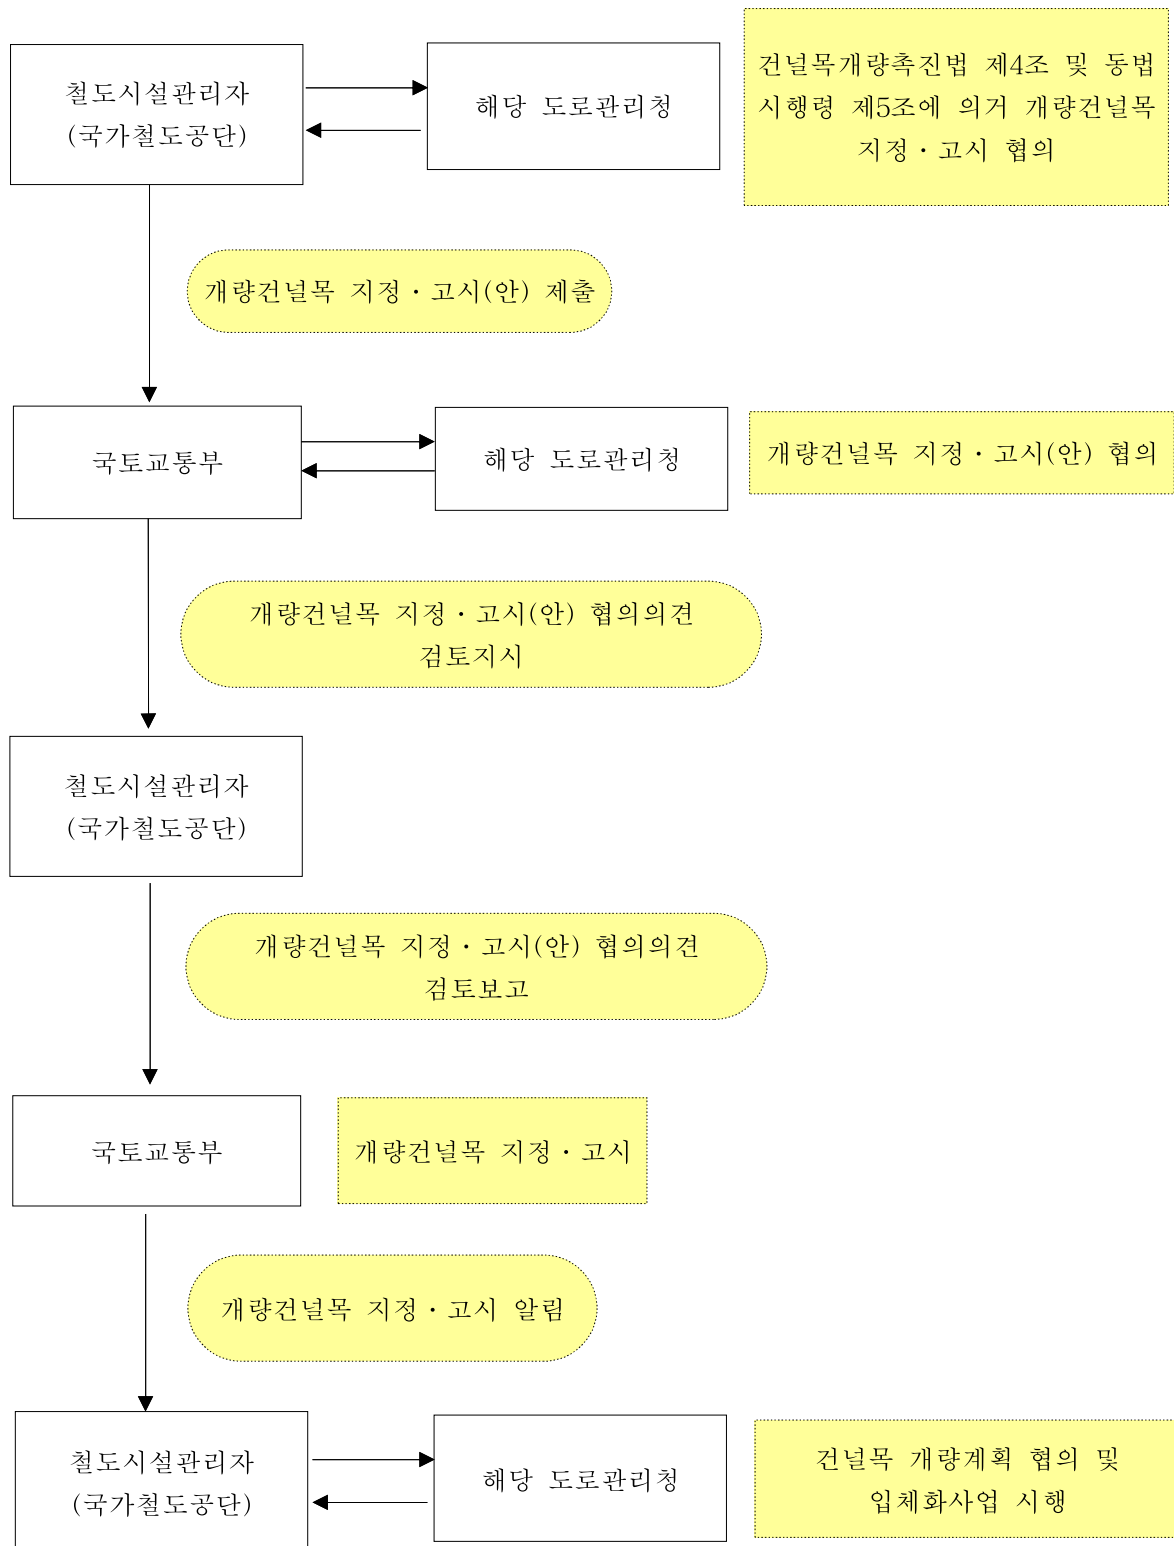 철도시설관리자
(국가철도공단)
해당 도로관리청
건널목개량촉진법 제4조 및 동법
시행령 제5조에 의거 개량건널목
지정·고시 협의
개량건널목 지정·고시(안) 제출
국토교통부
해당 도로관리청
개량건널목 지정·고시(안) 협의
개량건널목 지정·고시(안) 협의의견
검토지시
철도시설관리자
(국가철도공단)
개량건널목 지정·고시(안) 협의의견
검토보고
국토교통부
개량건널목 지정·고시
개량건널목 지정·고시 알림
철도시설관리자
(국가철도공단)
해당 도로관리청
건널목 개량계획 협의 및
입체화사업 시행